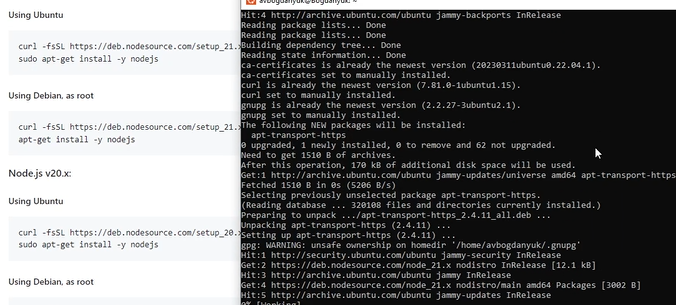 Using Ubuntu
curl -fsSL https://deb.nodesource.com/setup_21.
sudo apt-get install -y nodejs
Using Debian, as root
curl -fsSL https://deb.nodesource.com/setup_21.
apt-get install -y nodejs
Node.js v20.x:
Using Ubuntu
curl -fsSL https://deb.nodesource.com/setup_20.
sudo apt-get install -y nodejs
Using Debian, as root
Hit:4 http://archive.ubuntu.com/ubuntu jammy-backports InRelease
Reading package lists... Done
Reading package lists... Done
Building dependency tree... Done
Reading state information... Done
ca-certificates is already the newest version (20230311ubuntu0.22.04.1).
ca-certificates set to manually installed.
curl is already the newest version (7.81.0-1ubuntu1.15).
curl set to manually installed.
gnupg is already the newest version (2.2.27-3ubuntu2.1).
gnupg set to manually installed.
The following NEW packages will be installed:
apt-transport-https
0 upgraded, 1 newly installed, 0 to remove and 62 not upgraded.
Need to get 1510 B of archives.
After this operation, 170 kB of additional disk space will be used.
Get:1 http://archive.ubuntu.com/ubuntu jammy-updates/universe amd64 apt-transport-https
Fetched 1510 B in 0s (5206 B/s)
Selecting previously unselected package apt-transport-https.
(Reading database ... 320108 files and directories currently installed.)
Preparing to unpack .../apt-transport-https_2.4.11_all.deb ...
Unpacking apt-transport-https (2.4.11) ...
Setting up apt-transport-https (2.4.11) ...
gpg: WARNING: unsafe ownership on homedir '/home/avbogdanyuk/.gnupg'
Hit:1 http://security.ubuntu.com/ubuntu jammy-security InRelease
Get:2 https://deb.nodesource.com/node_21.x nodistro InRelease [12.1 kB]
Hit:3 http://archive.ubuntu.com/ubuntu jammy InRelease
Get:4 https://deb.nodesource.com/node_21.x nodistro/main amd64 Packages [3002 B]
Hit:5 http://archive.ubuntu.com/ubuntu jammy-updates InRelease